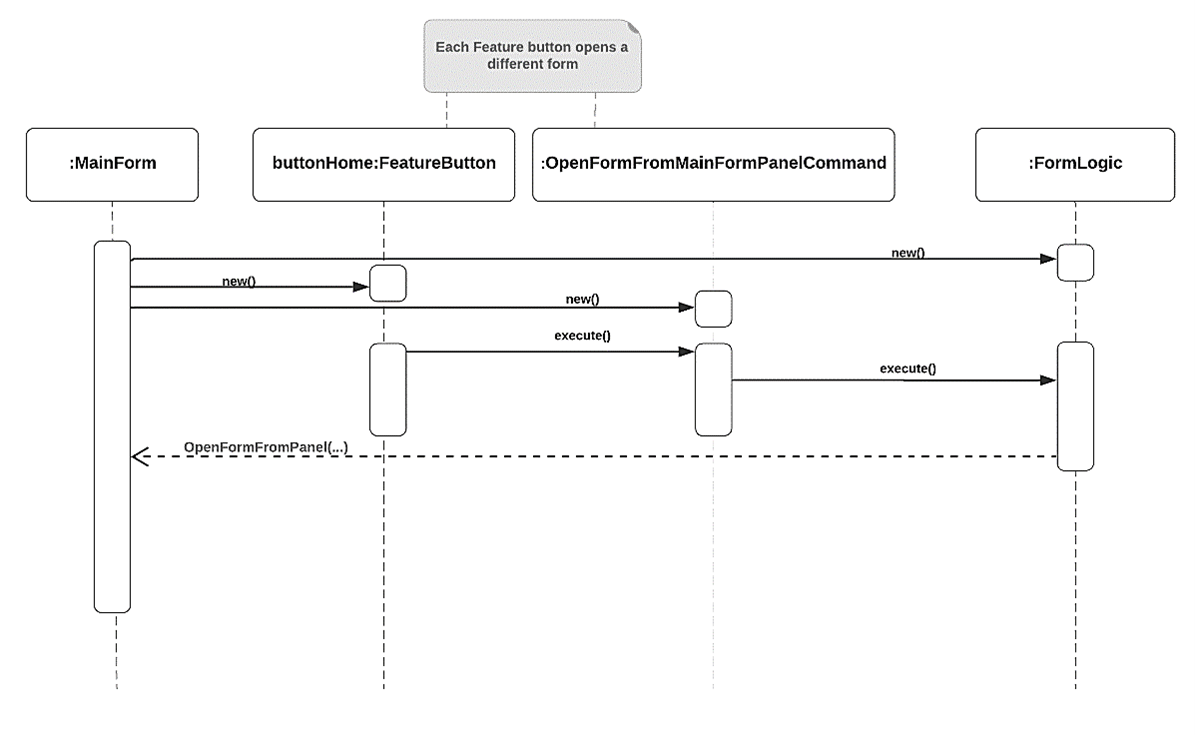 Each Feature button opens a
different form
:MainForm
buttonHome:FeatureButton
:OpenFormFromMainFormPanelCommand
:FormLogic
new()
new()
new()
execute()
execute()
OpenFormFromPanel(...)